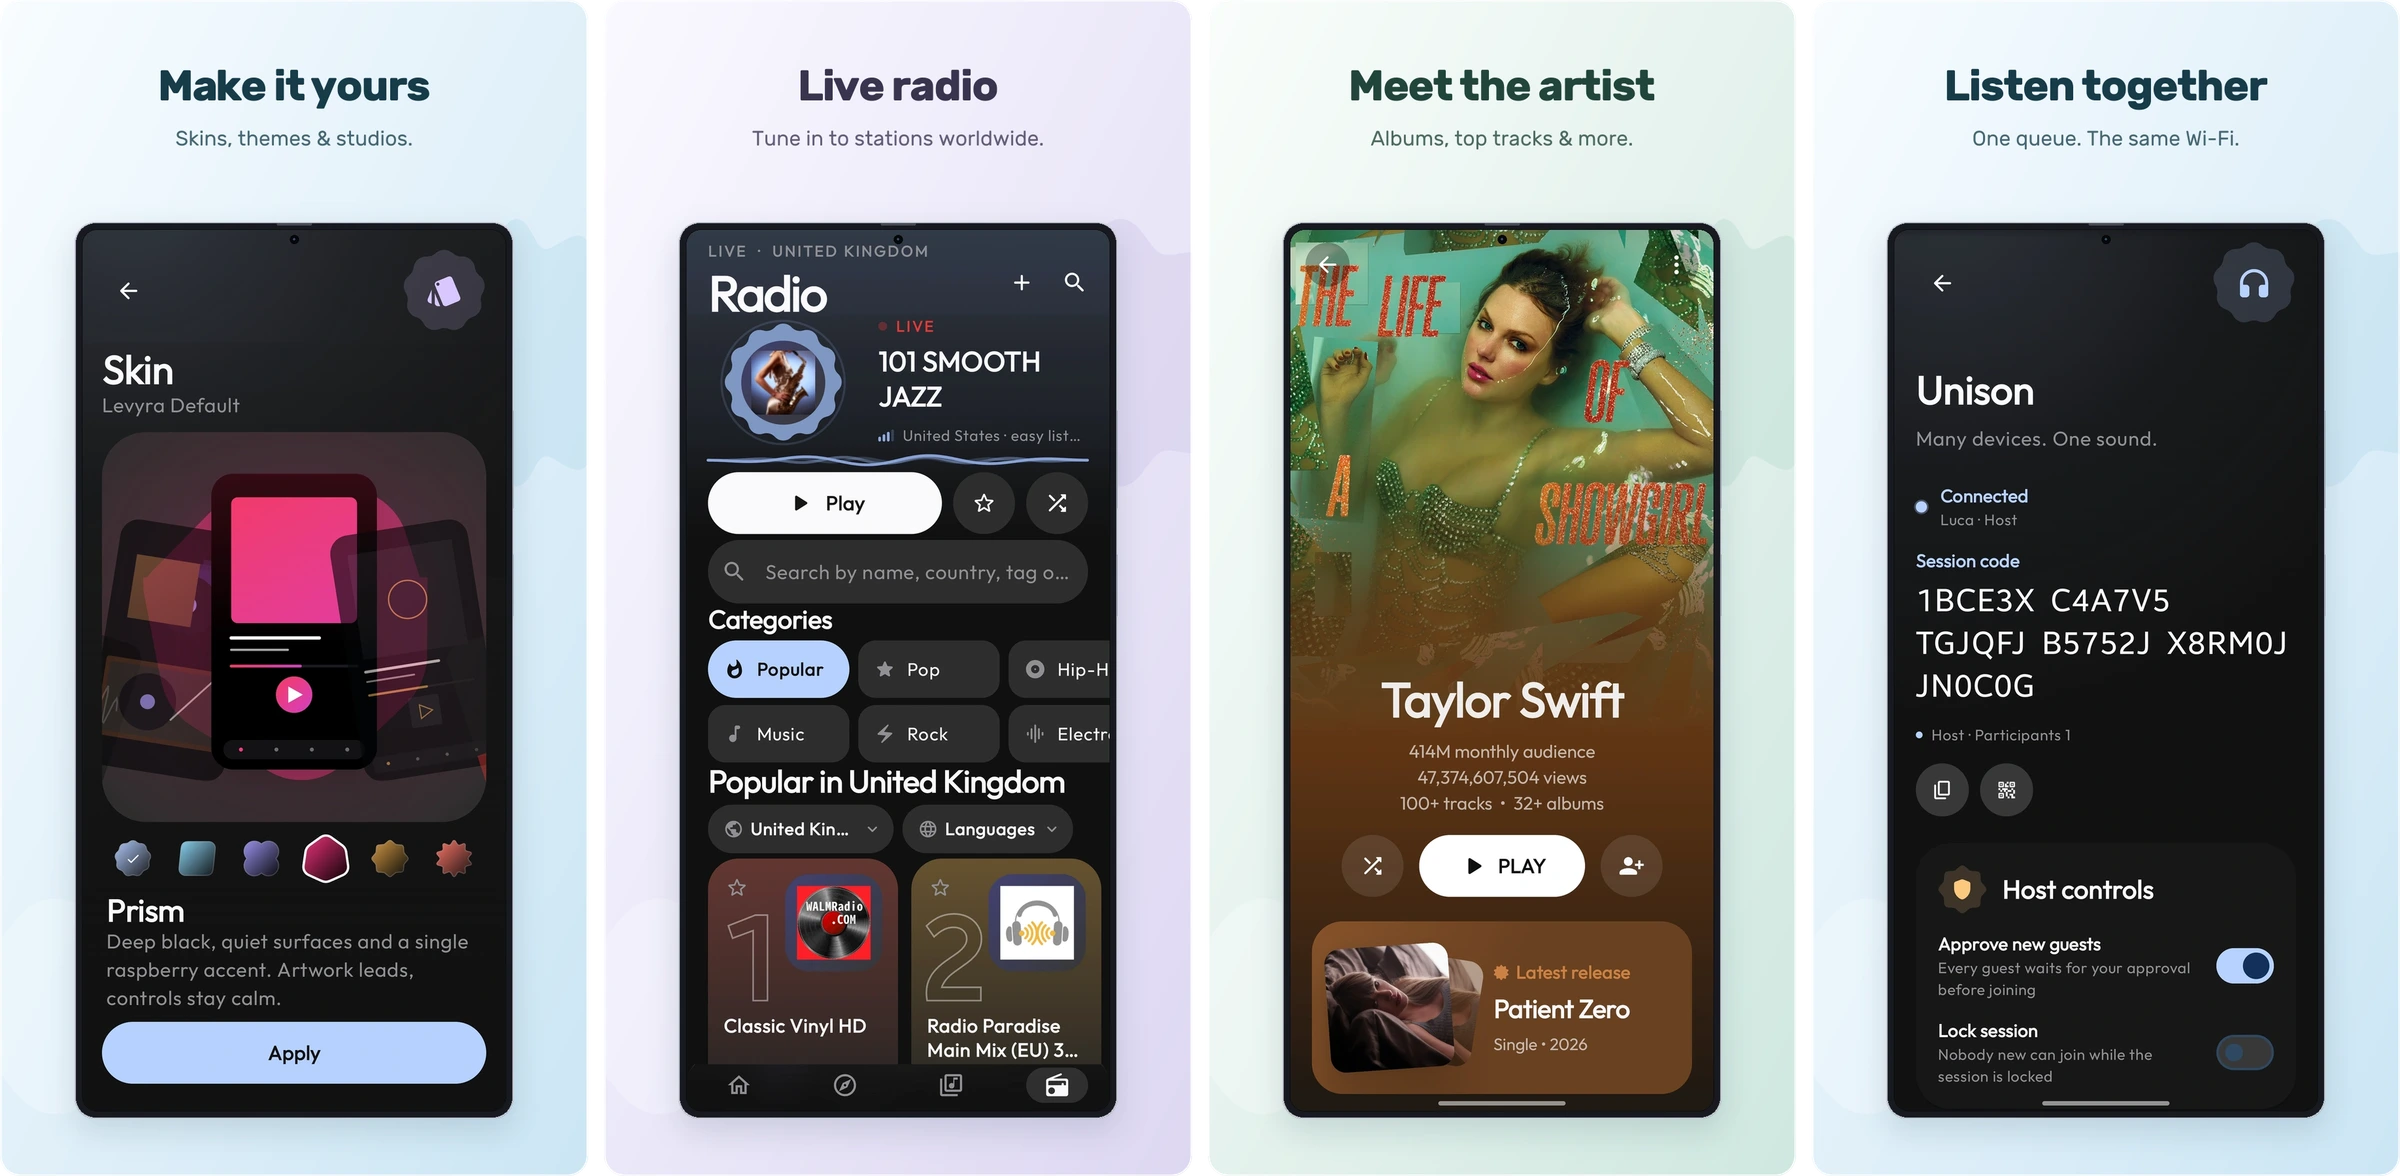 Make it yours
Skins, themes & studios.
Skin
Levyra Default
Prism
Deep black, quiet surfaces and a single
raspberry accent. Artwork leads,
controls stay calm.
Apply
Live radio
Tune in to stations worldwide.
LIVE · UNITED KINGDOM
Radio
LIVE
101 SMOOTH
JAZZ
United States · easy list...
Play
Search by name, country, tag o...
Categories
Popular
Pop
Hip-H
Music
Rock
Electr
Popular in United Kingdom
United Kin...
Languages
1
WALMRadio
.COM
Classic Vinyl HD
2
Radio Paradise
Main Mix (EU) 3...
Meet the artist
Albums, top tracks & more.
THE LIFE
OF
A
SHOWGIRL
Taylor Swift
414M monthly audience
47,374,607,504 views
100+ tracks • 32+ albums
PLAY
Latest release
Patient Zero
Single • 2026
Listen together
One queue. The same Wi-Fi.
Unison
Many devices. One sound.
Connected
Luca · Host
Session code
1BCE3X C4A7V5
TGJQFJ B5752J X8RM0J
JN0C0G
Host · Participants 1
Host controls
Approve new guests
Every guest waits for your approval
before joining
Lock session
Nobody new can join while the
session is locked